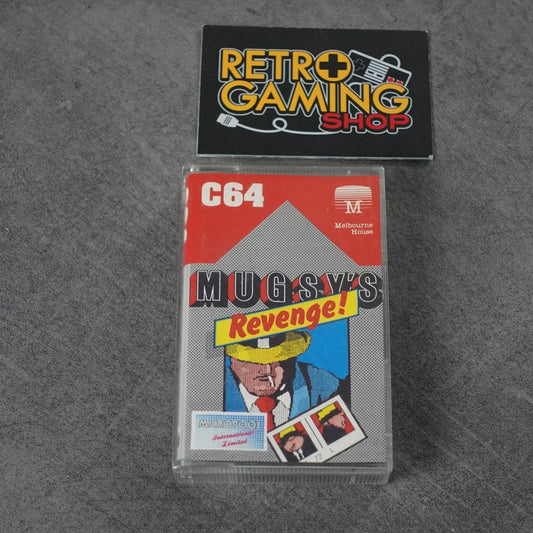 RETRO
GAMING
SHOP
C64
M
Melbourne
House
MUGSY'S
Revenge!
MICROPOOL
International
Limited